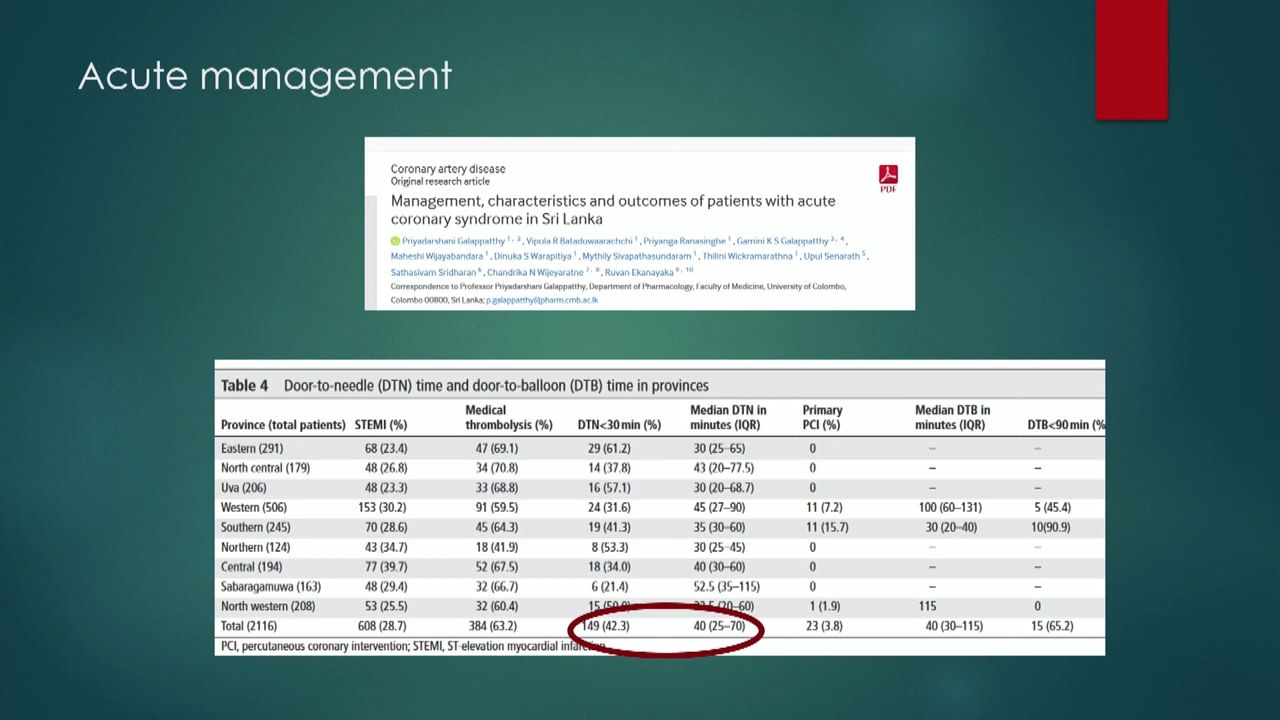 Acute management
Coronary artery disease
Original research article
PDF
Management, characteristics and outcomes of patients with acute
coronary syndrome in Sri Lanka
Priyadarshani Galappatthy 1, 2, Vipula R Bataduwaarachchi 1, Priyanga Ranasinghe 1, Gamini K S Galappatthy 3, 4,
Maheshi Wijayabandara 1, Dinuka S Warapitiya 1, Mythily Sivapathasundaram 1, Thilini Wickramarathna 1, Upul Senarath 5,
Sathasivam Sridharan 6, Chandrika N Wijeyaratne 7, 8, Ruvan Ekanayaka 9, 10
Correspondence to Professor Priyadarshani Galappatthy, Department of Pharmacology, Faculty of Medicine, University of Colombo,
Colombo 00800, Sri Lanka; p.galappatthy@pharm.cmb.ac.lk
Table 4 Door-to-needle (DTN) time and door-to-balloon (DTB) time in provinces
Medical Median DTN in Primary Median DTB in
Province (total patients) STEMI (%) thrombolysis (%) DTN<30 min (%) minutes (IQR) PCI (%) minutes (IQR) DTB<90 min (%
Eastern (291) 68 (23.4) 47 (69.1) 29 (61.2) 30 (25–65) 0 – –
North central (179) 48 (26.8) 34 (70.8) 14 (37.8) 43 (20–77.5) 0 – –
Uva (206) 48 (23.3) 33 (68.8) 16 (57.1) 30 (20–68.7) 0 – –
Western (506) 153 (30.2) 91 (59.5) 24 (31.6) 45 (27–90) 11 (7.2) 100 (60–131) 5 (45.4)
Southern (245) 70 (28.6) 45 (64.3) 19 (41.3) 35 (30–60) 11 (15.7) 30 (20–40) 10(90.9)
Northern (124) 43 (34.7) 18 (41.9) 8 (53.3) 30 (25–45) 0 – –
Central (194) 77 (39.7) 52 (67.5) 18 (34.0) 40 (30–60) 0 – –
Sabaragamuwa (163) 48 (29.4) 32 (66.7) 6 (21.4) 52.5 (35–115) 0 – –
North western (208) 53 (25.5) 32 (60.4) 15 1 (1.9) 115 0
Total (2116) 608 (28.7) 384 (63.2) 149 (42.3) 40 (25–70) 23 (3.8) 40 (30–115) 15 (65.2)
PCI, percutaneous coronary intervention; STEMI, ST elevation myocardial